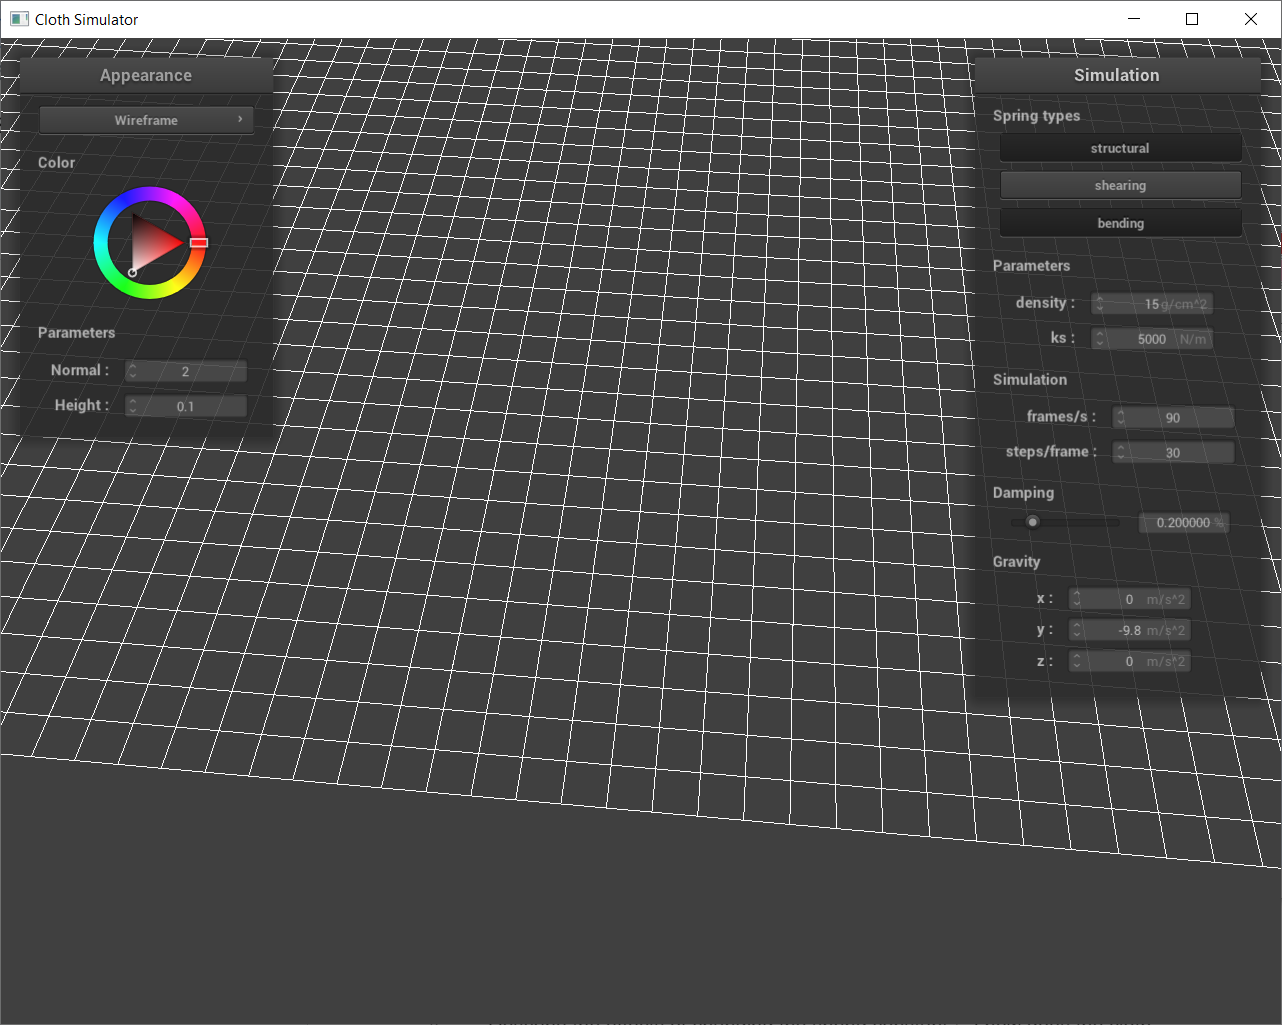 Cloth Simulator
Appearance
Wireframe
Color
Parameters
Normal : 2
Height : 0.1
Simulation
Spring types
structural
shearing
bending
Parameters
density : 15 g/cm^2
ks : 5000 N/m
Simulation
frames/s : 90
steps/frame : 30
Damping
0.200000 %
Gravity
x : 0 m/s^2
y : -9.8 m/s^2
z : 0 m/s^2